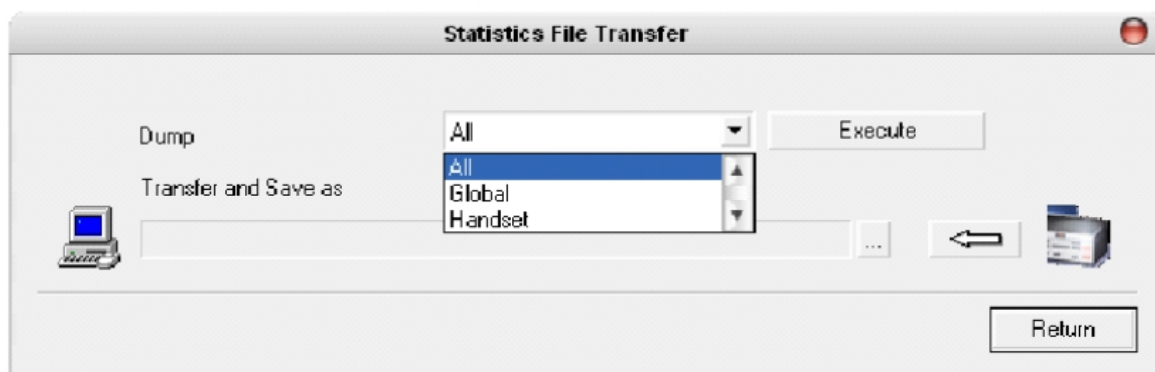 Statistics File Transfer
Dump
All
Execute
All
Global
Handset
Transfer and Save as
...
Return